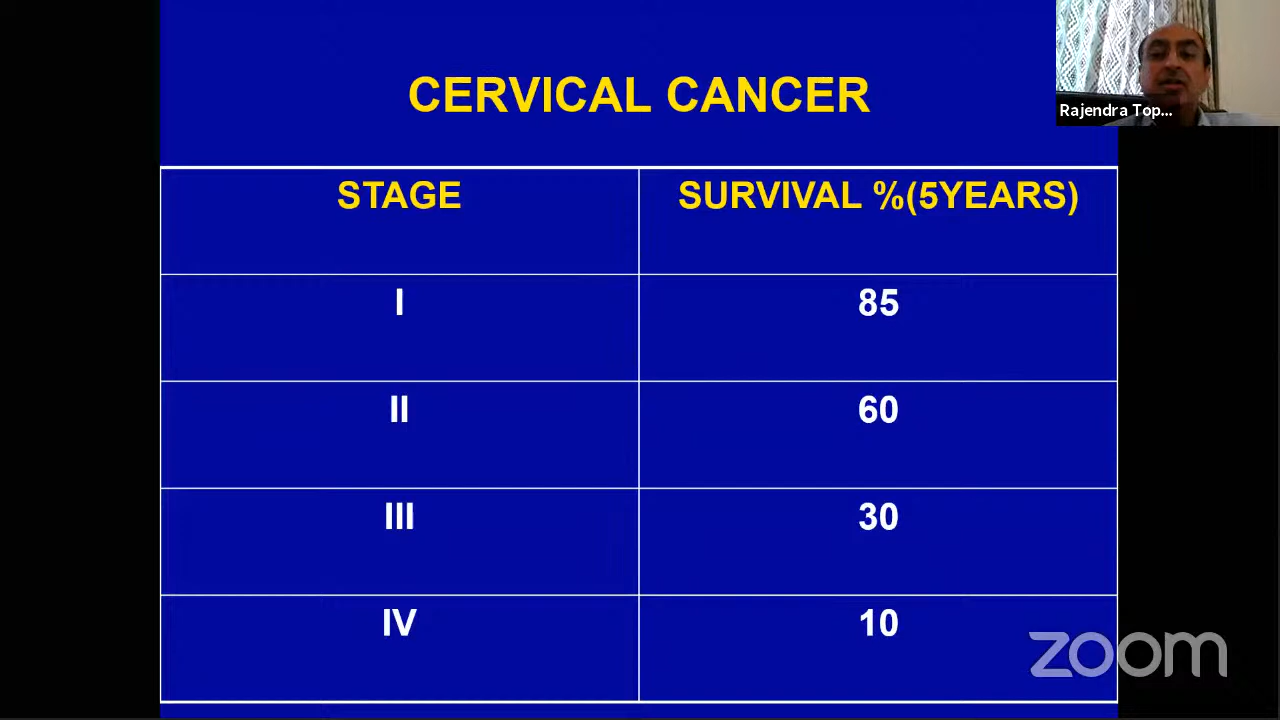 CERVICAL CANCER
Rajendra Top...
STAGE SURVIVAL %(5YEARS)
I 85
II 60
III 30
IV 10
zoom